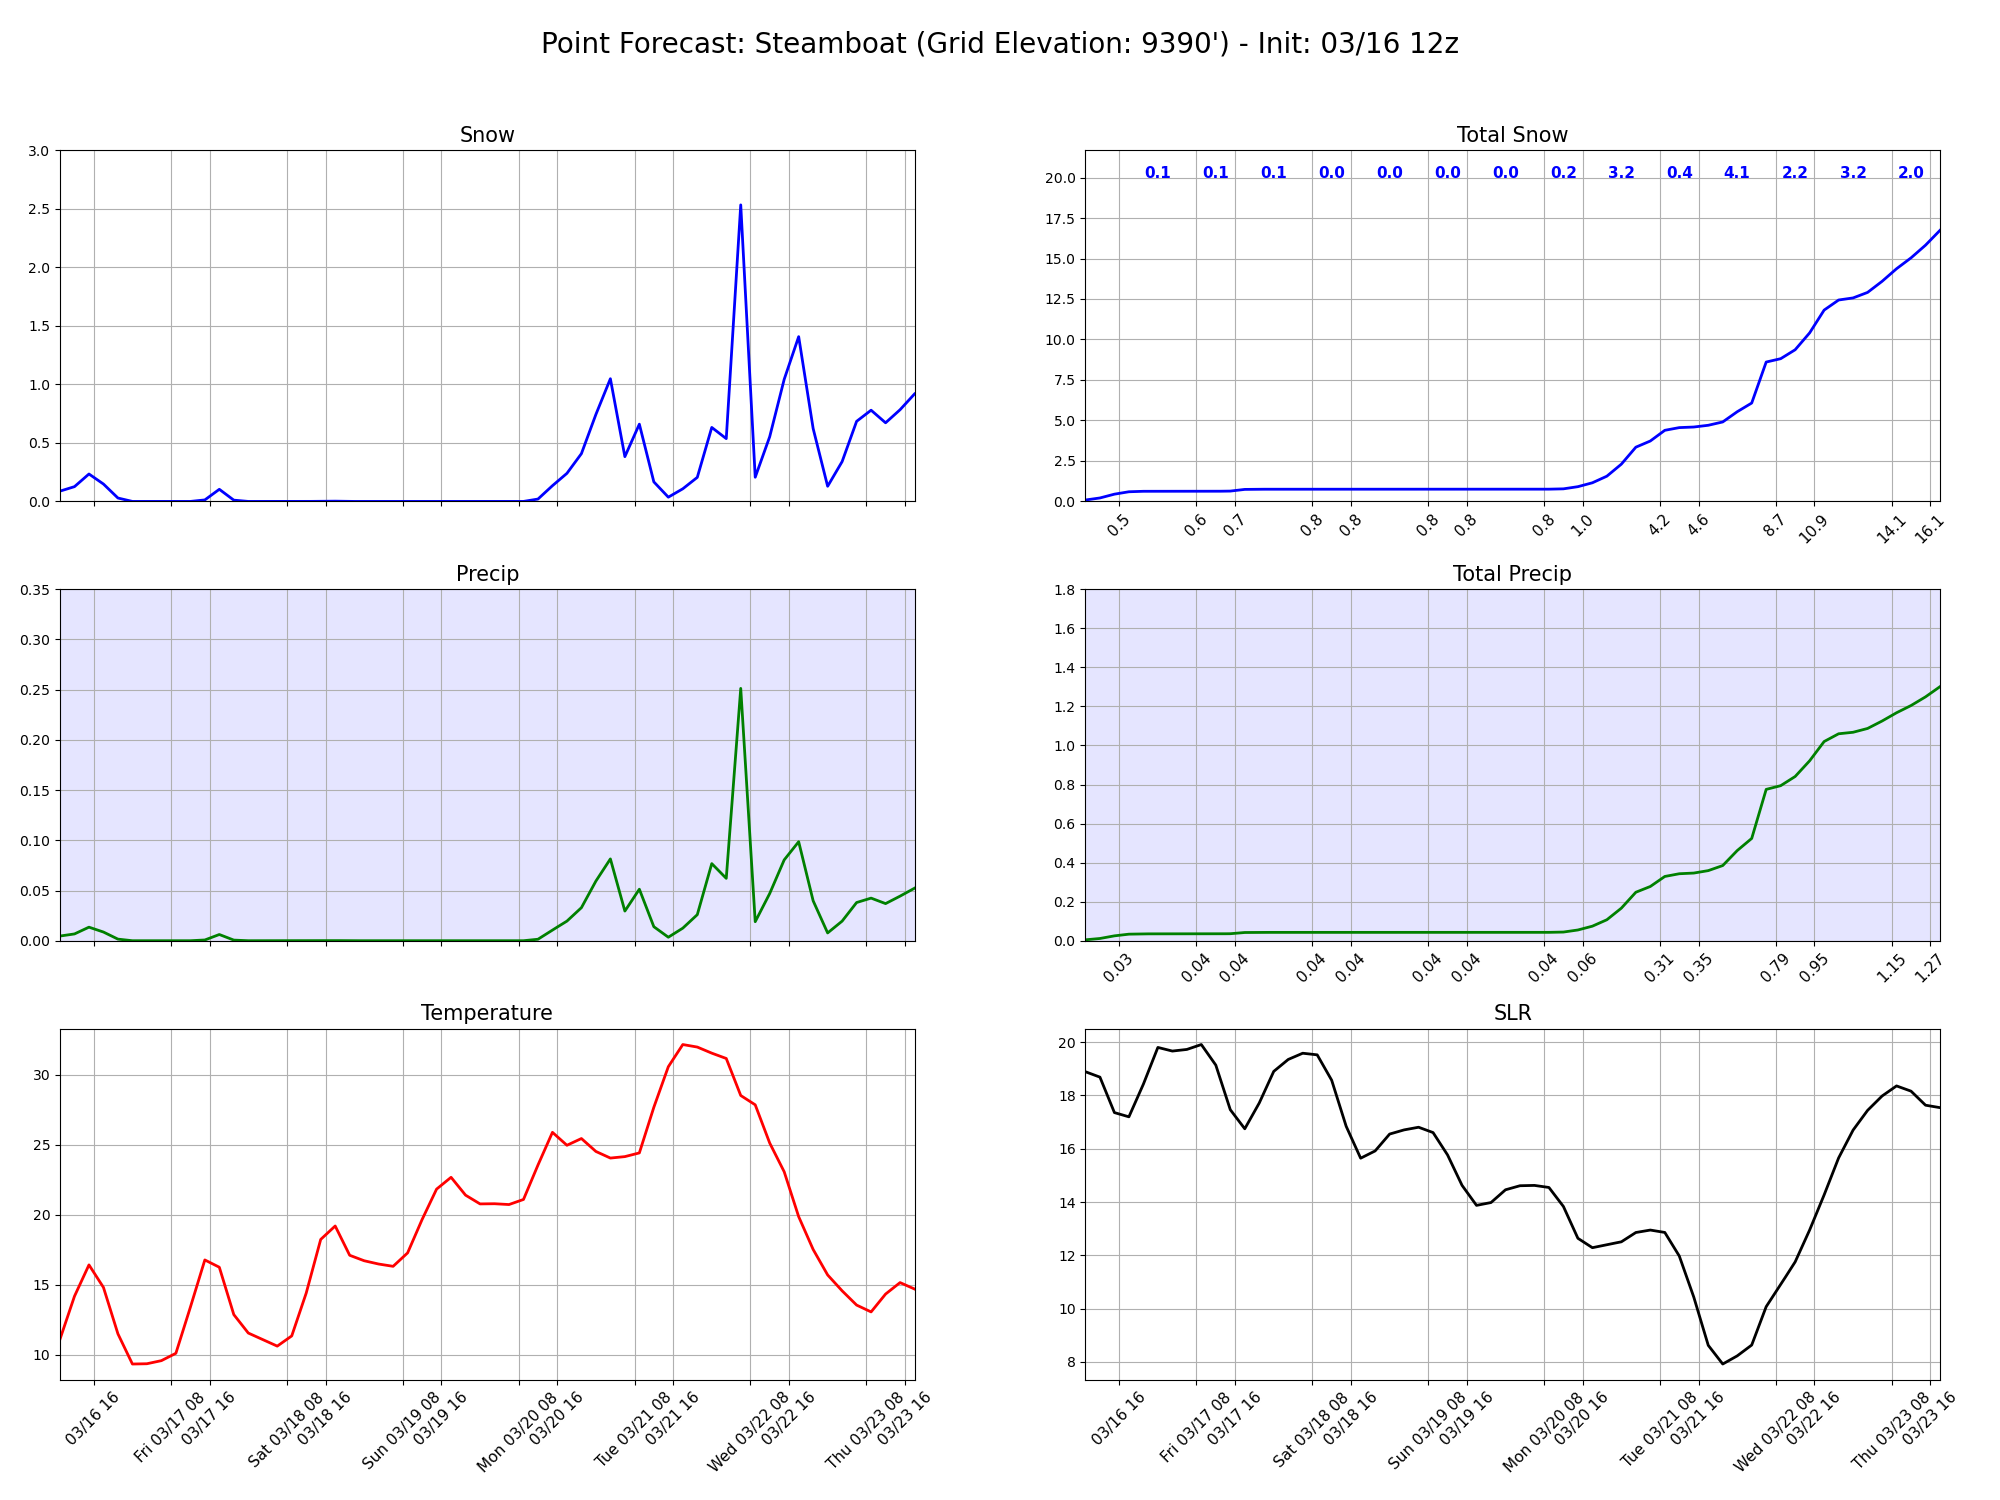 Point Forecast: Steamboat (Grid Elevation: 9390') - Init: 03/16 12z
Snow
3.0
2.5
2.0
1.5
1.0
0.5
0.0
Total Snow
0.1 0.1 0.1 0.0 0.0 0.0 0.0 0.2 3.2 0.4 4.1 2.2 3.2 2.0
20.0
17.5
15.0
12.5
10.0
7.5
5.0
2.5
0.0
0.5 0.6 0.7 0.8 0.8 0.8 0.8 0.8 1.0 4.2 4.6 8.7 10.9 14.1 16.1
Precip
0.35
0.30
0.25
0.20
0.15
0.10
0.05
0.00
Total Precip
1.8
1.6
1.4
1.2
1.0
0.8
0.6
0.4
0.2
0.0
0.03 0.04 0.04 0.04 0.04 0.04 0.04 0.04 0.06 0.31 0.35 0.79 0.95 1.15 1.27
Temperature
30
25
20
15
10
03/16 16
Fri 03/17 08
03/17 16
Sat 03/18 08
03/18 16
Sun 03/19 08
03/19 16
Mon 03/20 08
03/20 16
Tue 03/21 08
03/21 16
Wed 03/22 08
03/22 16
Thu 03/23 08
03/23 16
SLR
20
18
16
14
12
10
8
03/16 16
Fri 03/17 08
03/17 16
Sat 03/18 08
03/18 16
Sun 03/19 08
03/19 16
Mon 03/20 08
03/20 16
Tue 03/21 08
03/21 16
Wed 03/22 08
03/22 16
Thu 03/23 08
03/23 16